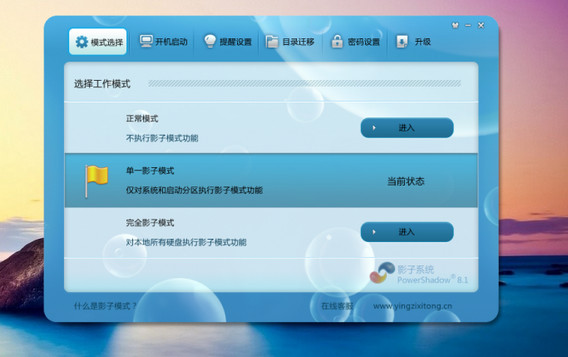 模式选择
开机启动
提醒设置
目录迁移
密码设置
升级
选择工作模式
正常模式
不执行影子模式功能
进入
单一影子模式
仅对系统和启动分区执行影子模式功能
当前状态
完全影子模式
对本地所有硬盘执行影子模式功能
进入
影子系统
PowerShadow® 8.1
什么是影子模式？
在线客服
www.yingzixitong.cn